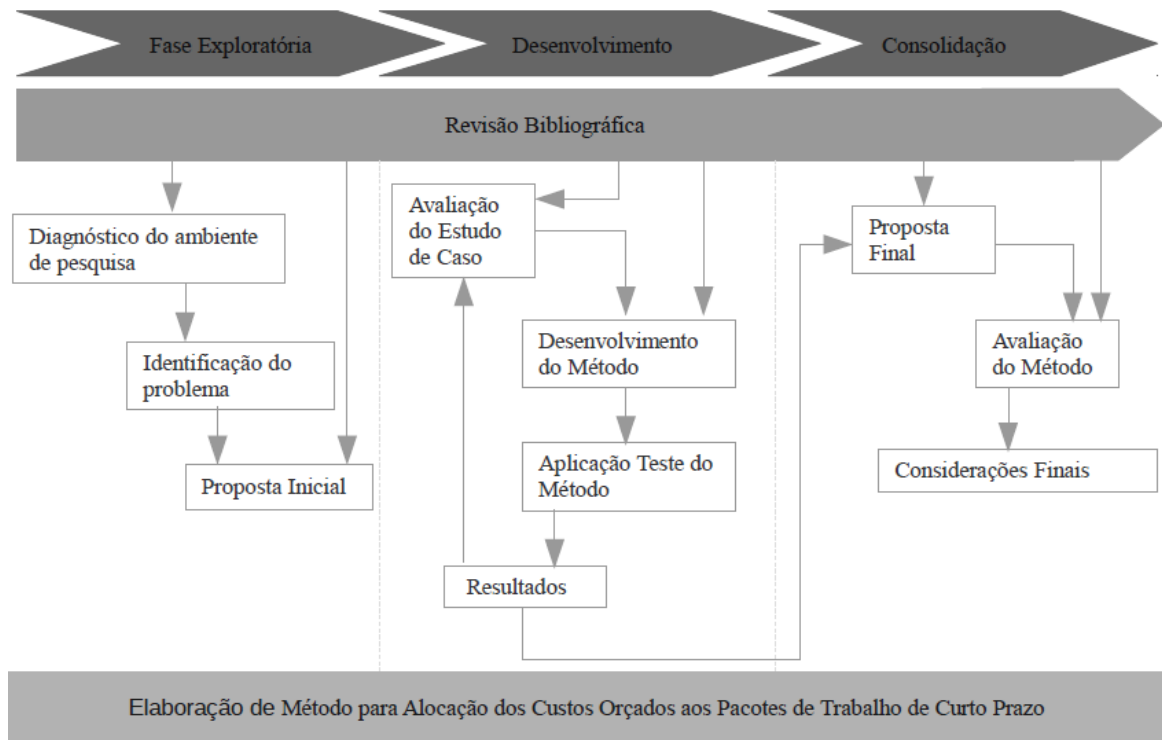 Fase Exploratória
Desenvolvimento
Consolidação
Revisão Bibliográfica
Diagnóstico do ambiente
de pesquisa
Identificação do
problema
Proposta Inicial
Avaliação
do Estudo
de Caso
Desenvolvimento
do Método
Aplicação Teste do
Método
Resultados
Proposta
Final
Avaliação
do Método
Considerações Finais
Elaboração de Método para Alocação dos Custos Orçados aos Pacotes de Trabalho de Curto Prazo